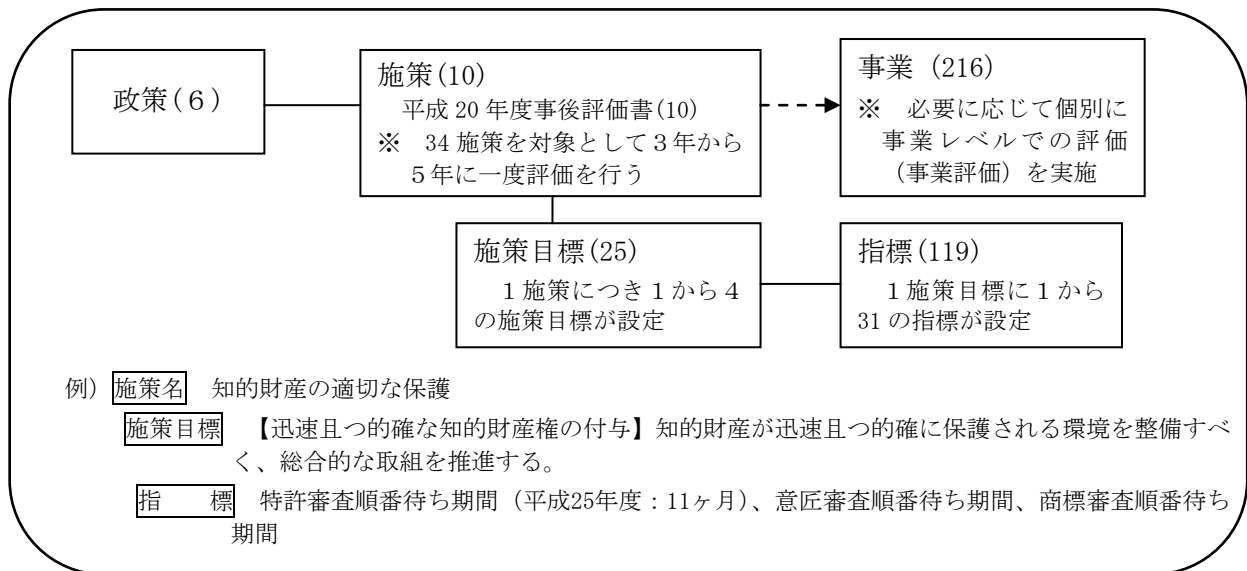 政策(６)
施策(10)
平成 20 年度事後評価書(10)
※　34 施策を対象として３年から
５年に一度評価を行う
事業 (216)
※　必要に応じて個別に
事業レベルでの評価
（事業評価）を実施
施策目標(25)
１施策につき１から４
の施策目標が設定
指標(119)
１施策目標に１から
31 の指標が設定
例）施策名　知的財産の適切な保護
施策目標　【迅速且つ的確な知的財産権の付与】知的財産が迅速且つ的確に保護される環境を整備すべ
く、総合的な取組を推進する。
指　　標　特許審査順番待ち期間（平成25年度：11ヶ月）、意匠審査順番待ち期間、商標審査順番待ち
期間